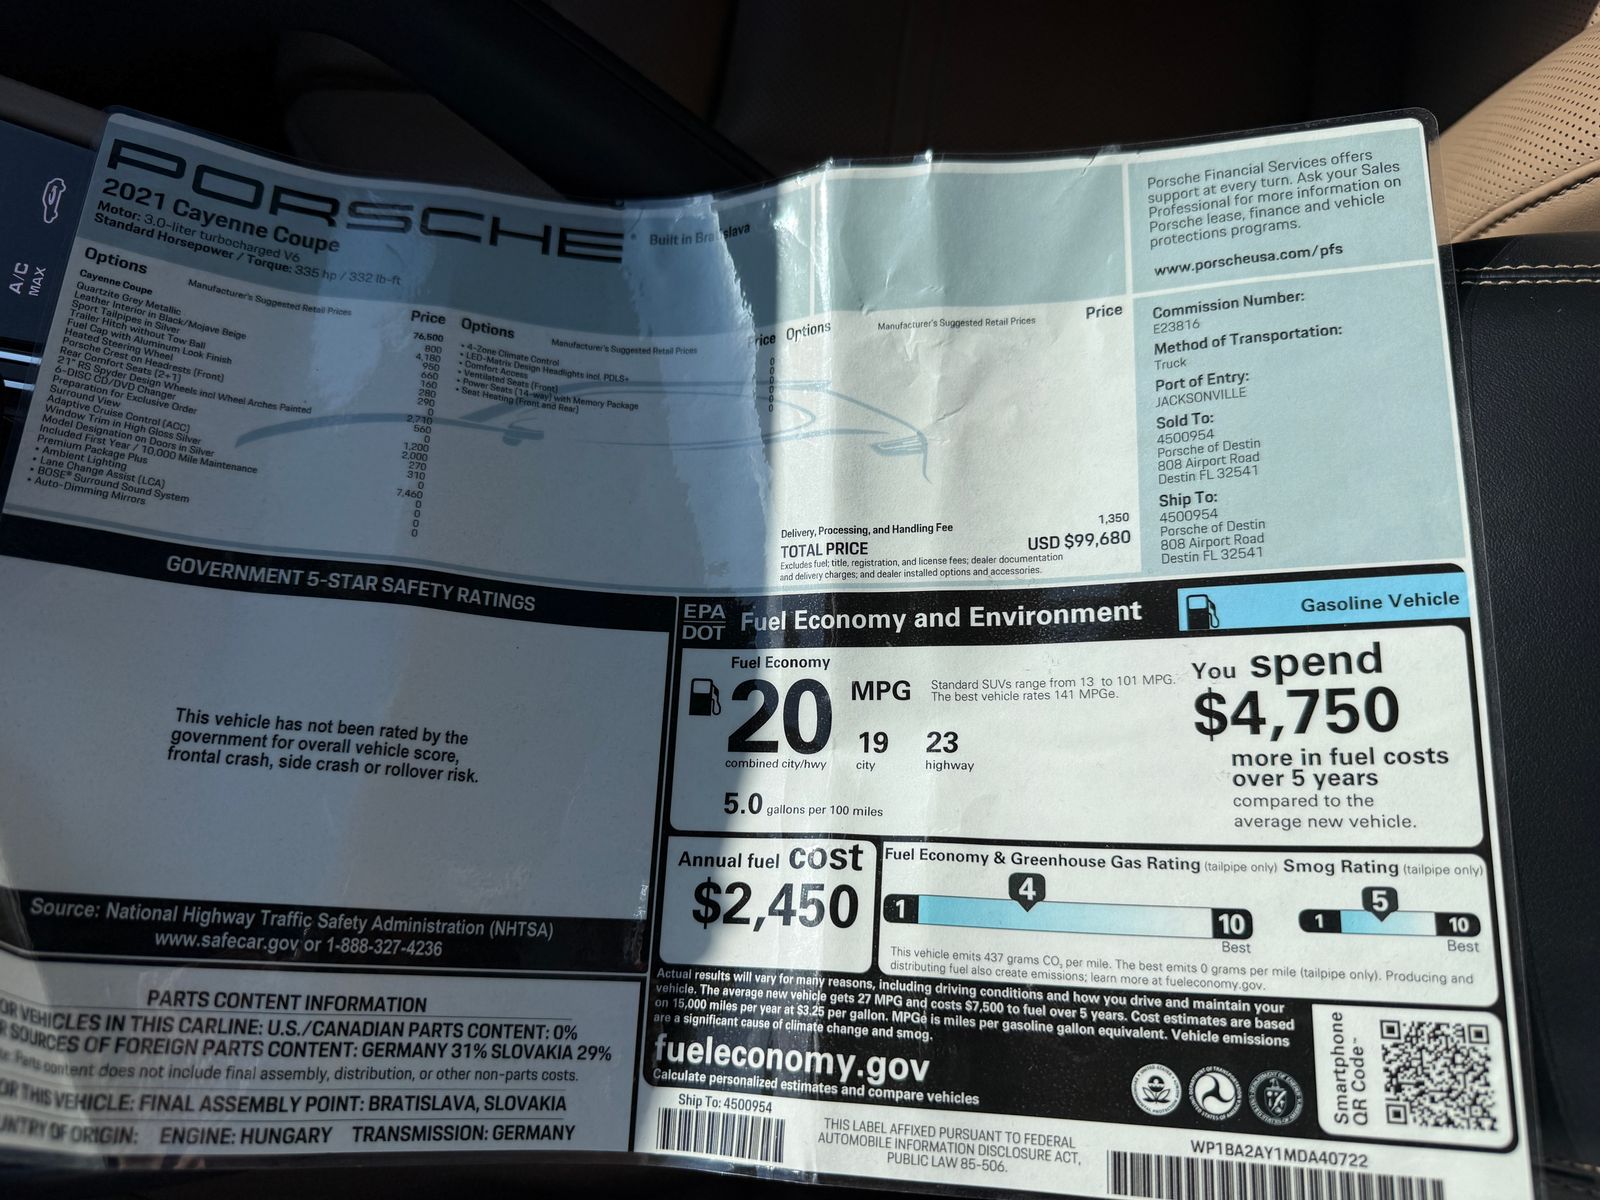 A/C
MAX
PORSCHE
2021 Cayenne Coupe
Motor: 3.0-liter turbocharged V6
Standard Horsepower / Torque: 335 hp / 332 lb-ft
Built in Bratislava
Options Manufacturer's Suggested Retail Prices Price
Cayenne Coupe 76,500
Quartzite Grey Metallic 800
Leather Interior in Black/Mojave Beige 4,180
Sport Tailpipes in Silver 950
Trailer Hitch without Tow Ball 660
Fuel Cap with Aluminum Look Finish 160
Heated Steering Wheel 280
Porsche Crest on Headrests (Front) 290
Rear Comfort Seats (2+1) 0
21" RS Spyder Design Wheels incl Wheel Arches Painted 2,710
6-DISC CD/DVD Changer 560
Preparation for Exclusive Order 0
Surround View 1,200
Adaptive Cruise Control (ACC) 2,000
Window Trim in High Gloss Silver 270
Model Designation on Doors in Silver 310
Included First Year / 10,000 Mile Maintenance 0
Premium Package Plus 7,460
• Ambient Lighting 0
• Lane Change Assist (LCA) 0
• BOSE® Surround Sound System 0
• Auto-Dimming Mirrors 0
Options Manufacturer's Suggested Retail Prices Price
• 4-Zone Climate Control 0
• LED-Matrix Design Headlights incl. PDLS+ 0
• Comfort Access 0
• Ventilated Seats (Front) 0
• Power Seats (14-way) with Memory Package 0
• Seat Heating (Front and Rear) 0
Options Manufacturer's Suggested Retail Prices Price
Delivery, Processing, and Handling Fee 1,350
TOTAL PRICE USD $99,680
Excludes fuel; title, registration, and license fees; dealer documentation
and delivery charges; and dealer installed options and accessories.
Porsche Financial Services offers
support at every turn. Ask your Sales
Professional for more information on
Porsche lease, finance and vehicle
protections programs.
www.porscheusa.com/pfs
Commission Number:
E23816
Method of Transportation:
Truck
Port of Entry:
JACKSONVILLE
Sold To:
4500954
Porsche of Destin
808 Airport Road
Destin FL 32541
Ship To:
4500954
Porsche of Destin
808 Airport Road
Destin FL 32541
GOVERNMENT 5-STAR SAFETY RATINGS
This vehicle has not been rated by the
government for overall vehicle score,
frontal crash, side crash or rollover risk.
Source: National Highway Traffic Safety Administration (NHTSA)
www.safecar.gov or 1-888-327-4236
PARTS CONTENT INFORMATION
OR VEHICLES IN THIS CARLINE: U.S./CANADIAN PARTS CONTENT: 0%
SOURCES OF FOREIGN PARTS CONTENT: GERMANY 31% SLOVAKIA 29%
Parts content does not include final assembly, distribution, or other non-parts costs.
OR THIS VEHICLE: FINAL ASSEMBLY POINT: BRATISLAVA, SLOVAKIA
UNTRY OF ORIGIN: ENGINE: HUNGARY TRANSMISSION: GERMANY
EPA
DOT
Fuel Economy and Environment
Gasoline Vehicle
Fuel Economy
20 MPG
combined city/hwy
19
city
23
highway
Standard SUVs range from 13 to 101 MPG.
The best vehicle rates 141 MPGe.
5.0 gallons per 100 miles
You spend
$4,750
more in fuel costs
over 5 years
compared to the
average new vehicle.
Annual fuel cost
$2,450
Fuel Economy & Greenhouse Gas Rating (tailpipe only)
1 4 10
Best
Smog Rating (tailpipe only)
1 5 10
Best
This vehicle emits 437 grams CO2 per mile. The best emits 0 grams per mile (tailpipe only). Producing and
distributing fuel also create emissions; learn more at fueleconomy.gov.
Actual results will vary for many reasons, including driving conditions and how you drive and maintain your
vehicle. The average new vehicle gets 27 MPG and costs $7,500 to fuel over 5 years. Cost estimates are based
on 15,000 miles per year at $3.25 per gallon. MPGe is miles per gasoline gallon equivalent. Vehicle emissions
are a significant cause of climate change and smog.
fueleconomy.gov
Calculate personalized estimates and compare vehicles
Smartphone
QR Code™
Ship To: 4500954
THIS LABEL AFFIXED PURSUANT TO FEDERAL
AUTOMOBILE INFORMATION DISCLOSURE ACT,
PUBLIC LAW 85-506.
WP1BA2AY1MDA40722